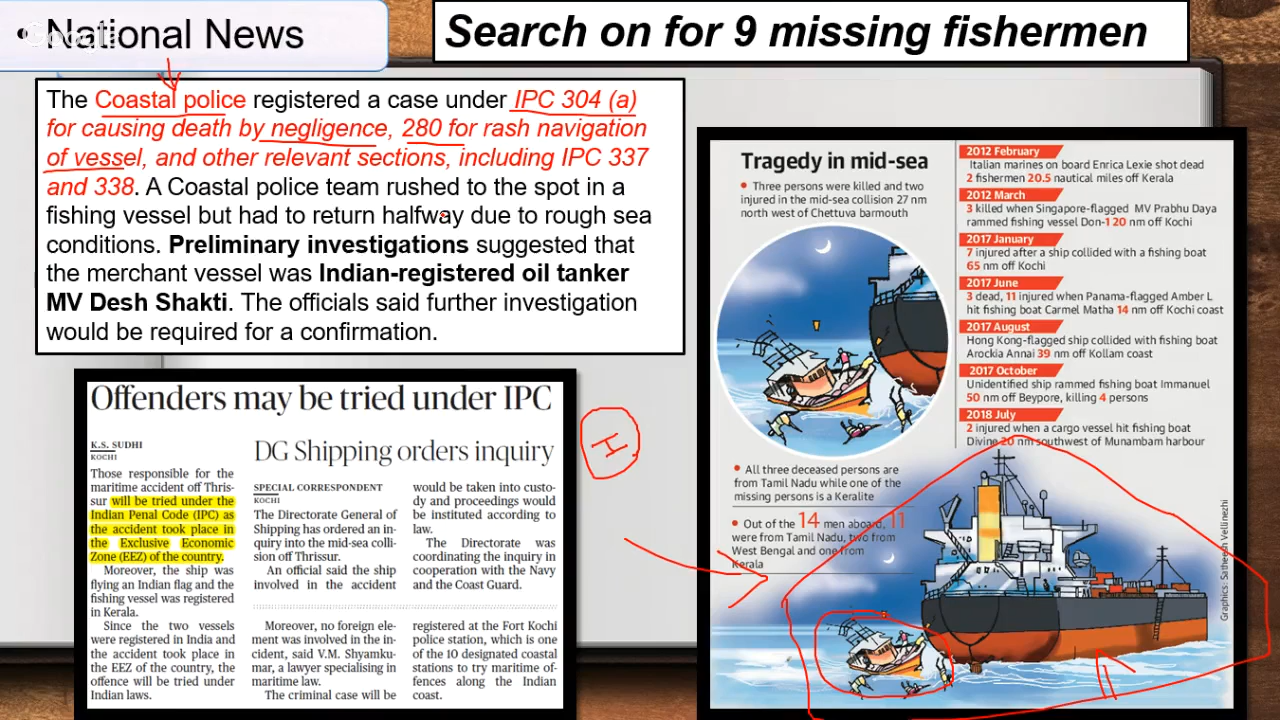 • National News
Google
Search on for 9 missing fishermen
The Coastal police registered a case under IPC 304 (a)
for causing death by negligence, 280 for rash navigation
of vessel, and other relevant sections, including IPC 337
and 338. A Coastal police team rushed to the spot in a
fishing vessel but had to return halfway due to rough sea
conditions. Preliminary investigations suggested that
the merchant vessel was Indian-registered oil tanker
MV Desh Shakti. The officials said further investigation
would be required for a confirmation.
Offenders may be tried under IPC
K.S. SUDHI
KOCHI
Those responsible for the
maritime accident off Thris-
sur will be tried under the
Indian Penal Code (IPC) as
the accident took place in
the Exclusive Economic
Zone (EEZ) of the country.
Moreover, the ship was
flying an Indian flag and the
fishing vessel was registered
in Kerala.
Since the two vessels
were registered in India and
the accident took place in
the EEZ of the country, the
offence will be tried under
Indian laws.
DG Shipping orders inquiry
SPECIAL CORRESPONDENT
KOCHI
The Directorate General of
Shipping has ordered an in-
quiry into the mid-sea colli-
sion off Thrissur.
An official said the ship
involved in the accident
would be taken into custo-
dy and proceedings would
be instituted according to
law.
The Directorate was
coordinating the inquiry in
cooperation with the Navy
and the Coast Guard.
Moreover, no foreign ele-
ment was involved in the in-
cident, said V.M. Shyamku-
mar, a lawyer specialising in
maritime law.
The criminal case will be
registered at the Fort Kochi
police station, which is one
of the 10 designated coastal
stations to try maritime of-
fences along the Indian
coast.
H
Tragedy in mid-sea
• Three persons were killed and two
injured in the mid-sea collision 27 nm
north west of Chettuva barmouth
• All three deceased persons are
from Tamil Nadu while one of the
missing persons is a Keralite
• Out of the 14 men aboard, 11
were from Tamil Nadu, two from
West Bengal and one from
Kerala
2012 February
Italian marines on board Enrica Lexie shot dead
2 fishermen 20.5 nautical miles off Kerala
2012 March
3 killed when Singapore-flagged MV Prabhu Daya
rammed fishing vessel Don-1 20 nm off Kochi
2017 January
7 injured after a ship collided with a fishing boat
65 nm off Kochi
2017 June
3 dead, 11 injured when Panama-flagged Amber L
hit fishing boat Carmel Matha 14 nm off Kochi coast
2017 August
Hong Kong-flagged ship collided with fishing boat
Arockia Annai 39 nm off Kollam coast
2017 October
Unidentified ship rammed fishing boat Immanuel
50 nm off Beypore, killing 4 persons
2018 July
2 injured when a cargo vessel hit fishing boat
Divine 20 nm southwest of Munambam harbour
Graphics: Satheesh Vellinezhi